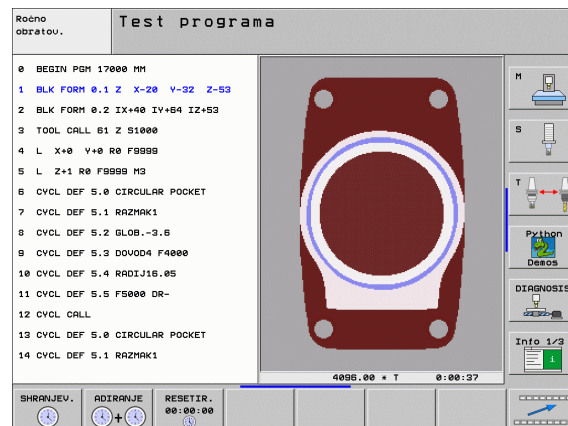 Ročno
obratov.
Test programa
0 BEGIN PGM 17000 MM
1 BLK FORM 0.1 Z X-20 Y-32 Z-53
2 BLK FORM 0.2 IX+40 IY+64 IZ+53
3 TOOL CALL 61 Z S1000
4 L X+0 Y+0 R0 F9999
5 L Z+1 R0 F9999 M3
6 CYCL DEF 5.0 CIRCULAR POCKET
7 CYCL DEF 5.1 RAZMAK1
8 CYCL DEF 5.2 GLOB.-3.6
9 CYCL DEF 5.3 DOVOD4 F4000
10 CYCL DEF 5.4 RADIJ16.05
11 CYCL DEF 5.5 F5000 DR-
12 CYCL CALL
13 CYCL DEF 5.0 CIRCULAR POCKET
14 CYCL DEF 5.1 RAZMAK1
4096.00 * T 0:00:37
M
S
T
Python
Demos
DIAGNOSIS
Info 1/3
i
SHRANJEV.
ADIRANJE
+
RESETIR.
00:00:00